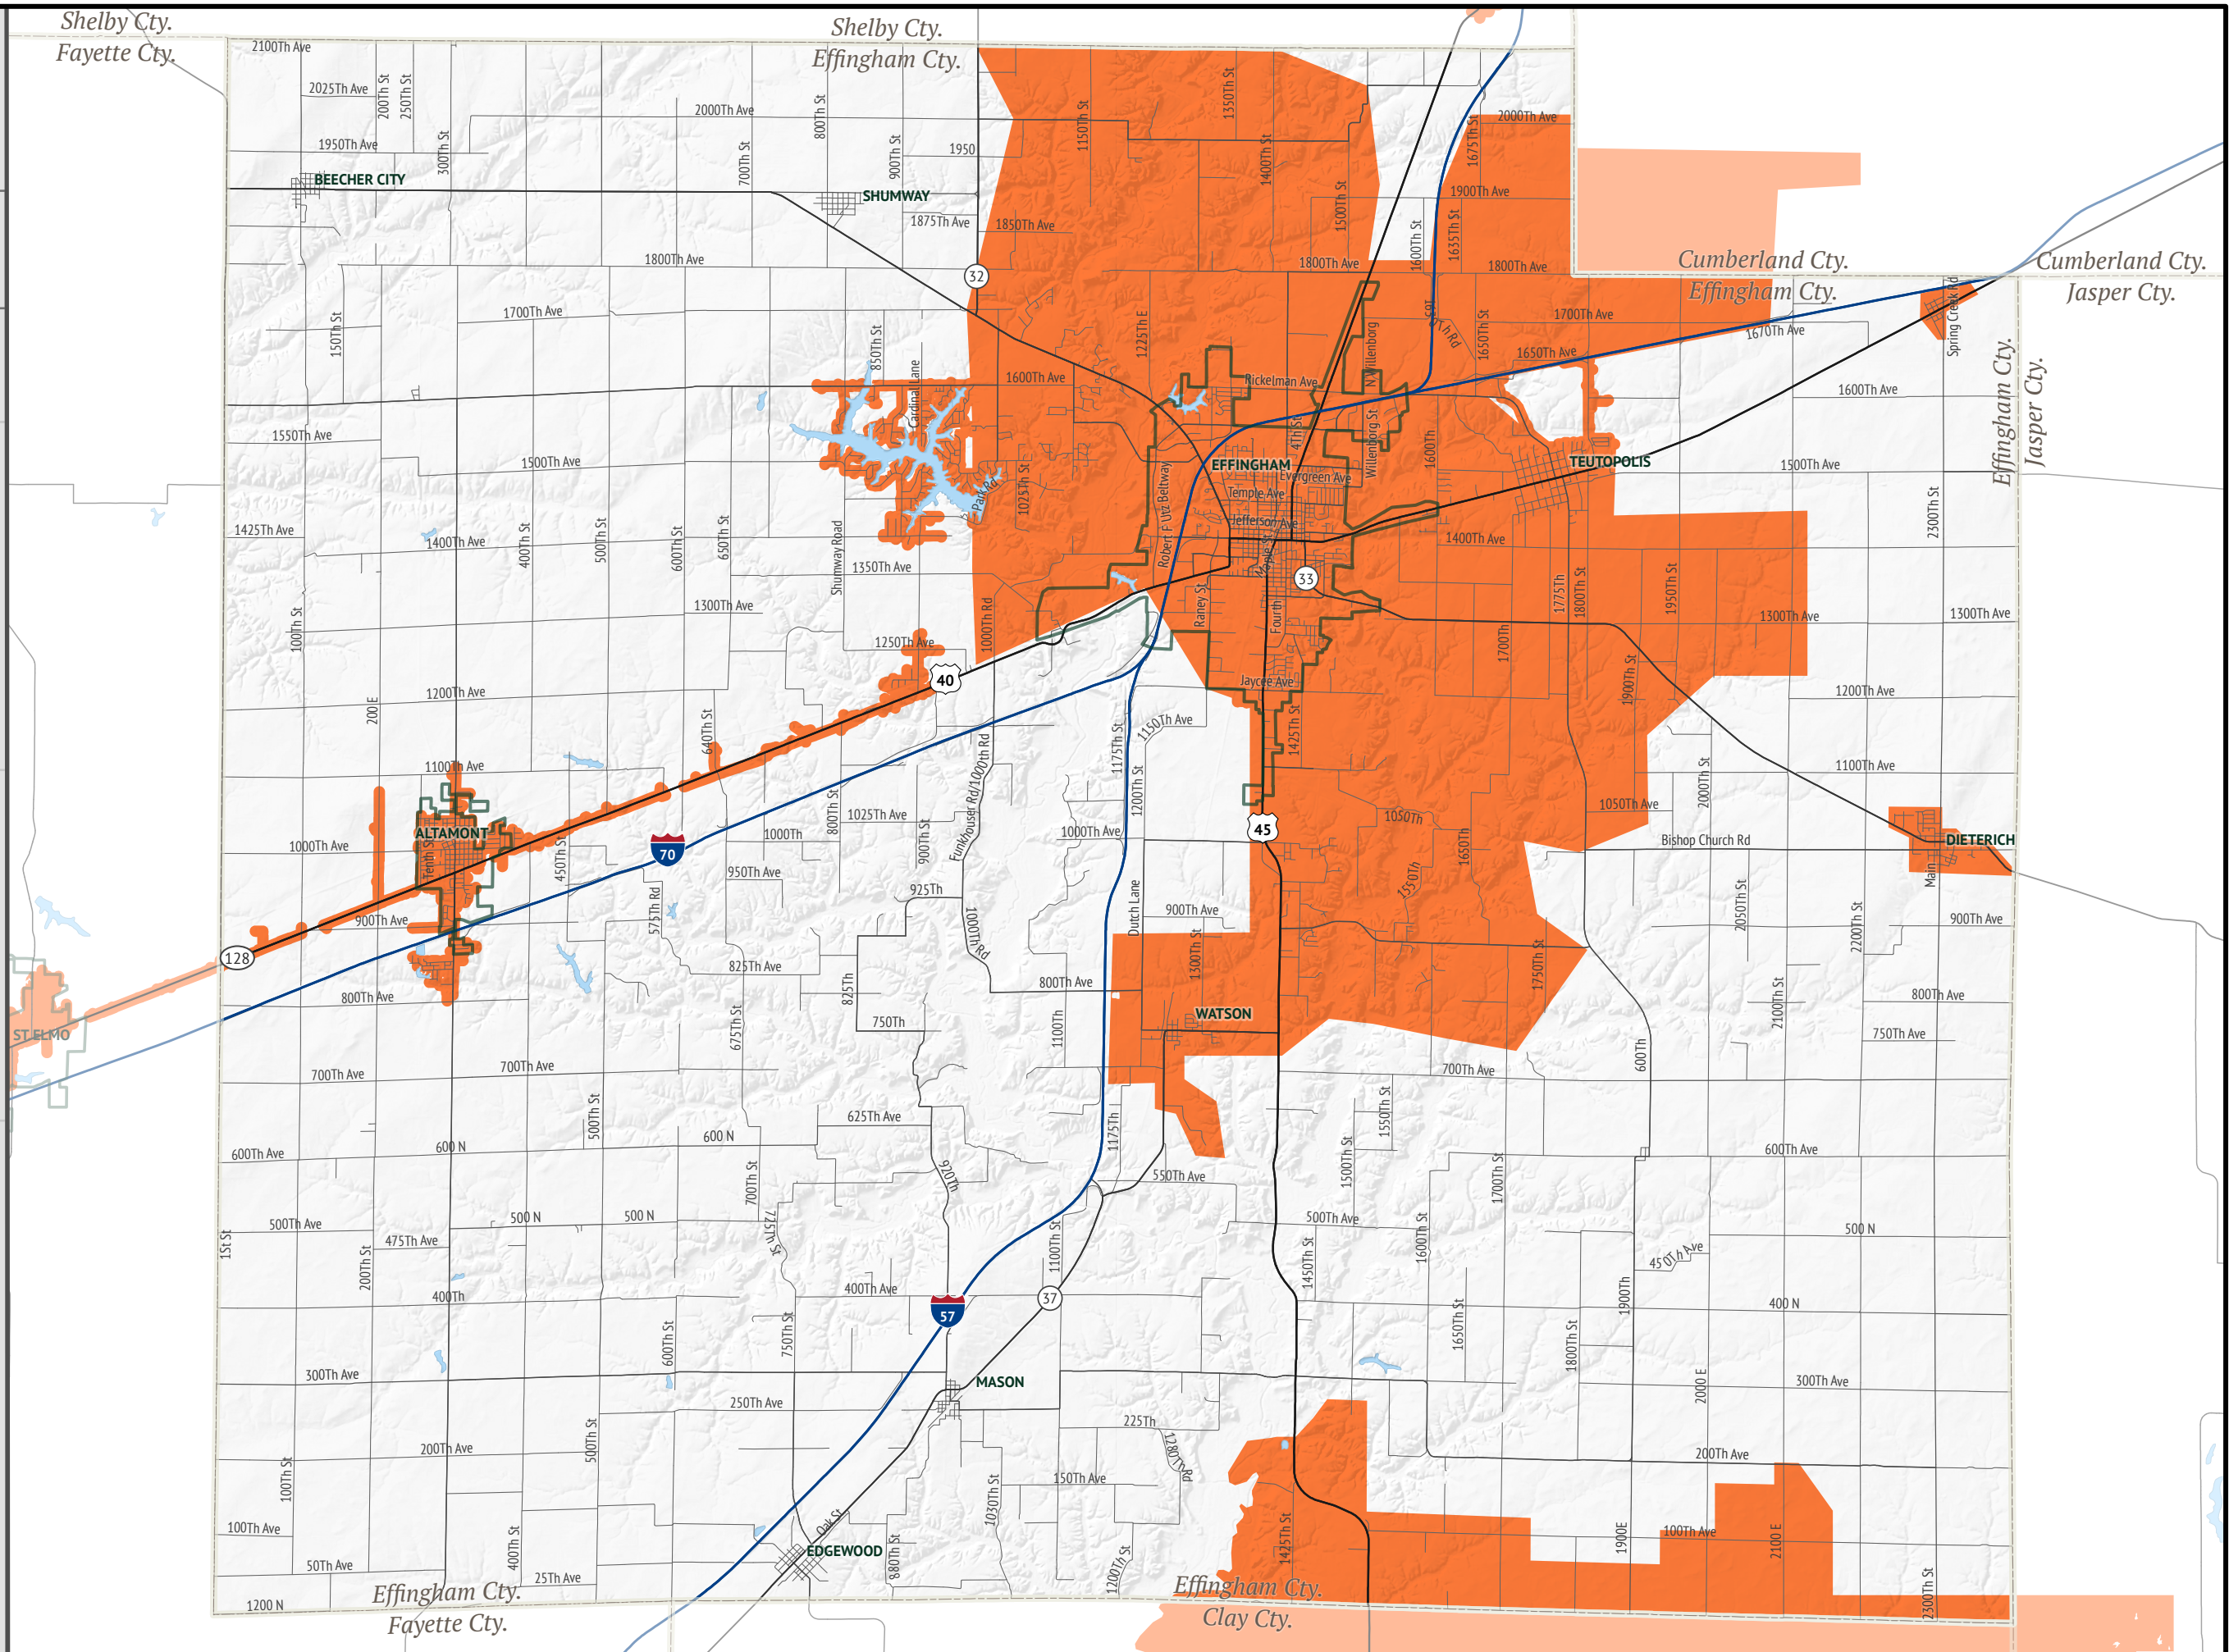 Shelby Cty.
Fayette Cty.
Shelby Cty.
Effingham Cty.
2100Th Ave
2025Th Ave
200Th St
250Th St
300Th St
1950Th Ave
2000Th Ave
800Th St
700Th St
900Th St
1950
1150Th St
1350Th St
1400Th St
1500Th St
1675Th St
2000Th Ave
1900Th Ave
1635Th St
1600Th St
BEECHER CITY
SHUMWAY
1875Th Ave
1850Th Ave
1800Th Ave
1800Th Ave
1800Th Ave
32
Cumberland Cty.
Effingham Cty.
Cumberland Cty.
Jasper Cty.
150Th St
1700Th Ave
850Th St
Cardinal Lane
1225Th E
N Willenborg
1650Th St
1700Th Ave
1670Th Ave
Spring Creek Rd
Effingham Cty.
Jasper Cty.
1650Th Ave
1600Th Ave
Rickelman Ave
1600Th Ave
4Th St
Willenborg St
1600Th
1550Th Ave
1500Th Ave
EFFINGHAM
Evergreen Ave
Temple Ave
Jefferson Ave
TEUTOPOLIS
1500Th Ave
2300Th St
Park Rd
1025Th St
Robert F Utz Beltway
1425Th Ave
1400Th Ave
400Th St
500Th St
600Th St
650Th St
Shumway Road
1350Th Ave
Maple St
33
1400Th Ave
1300Th Ave
100Th St
1000Th Rd
Raney St
Fourth
1775Th
1800Th St
1950Th St
1300Th Ave
1300Th Ave
1250Th Ave
1700Th
1900Th St
40
Jaycee Ave
1200Th Ave
200 E
1200Th Ave
640Th St
1150Th Ave
1175Th St
1425Th St
1100Th Ave
Funkhouser Rd/1000th Rd
1200Th St
2000Th St
1100Th Ave
ALTAMONT
Tenth St
1000Th Ave
450Th St
70
1000Th
800Th St
1025Th Ave
900Th St
1000Th Ave
45
1050Th
1650Th St
1050Th Ave
Bishop Church Rd
DIETERICH
Main
950Th Ave
925Th
1550Th
575Th Rd
Dutch Lane
900Th Ave
900Th Ave
2050Th St
2200Th St
900Th Ave
128
1000Th Rd
1300Th St
1750Th St
825Th Ave
825Th
800Th Ave
800Th Ave
2100Th St
800Th Ave
ST ELMO
675Th St
750Th
1100Th
WATSON
600Th
750Th Ave
700Th Ave
700Th Ave
700Th Ave
500Th St
625Th Ave
1175Th
1550Th St
600Th Ave
600 N
600 N
700Th St
920Th
550Th Ave
1500Th St
1700Th St
600Th Ave
1St St
500Th Ave
500 N
500 N
725Th St
475Th Ave
200Th St
1100Th St
500Th Ave
1450Th St
1600Th St
450Th Ave
500 N
400Th
400Th Ave
57
37
1900Th
400 N
600Th St
750Th St
1650Th St
1800Th St
300Th Ave
MASON
2000 E
300Th Ave
250Th Ave
225Th
1280Th Rd
500Th St
200Th Ave
200Th Ave
100Th St
150Th Ave
1030Th St
100Th Ave
400Th St
Oak St
880Th St
1425Th St
1900E
100Th Ave
2100 E
EDGEWOOD
50Th Ave
25Th Ave
1200Th St
2300Th St
1200 N
Effingham Cty.
Fayette Cty.
Effingham Cty.
Clay Cty.